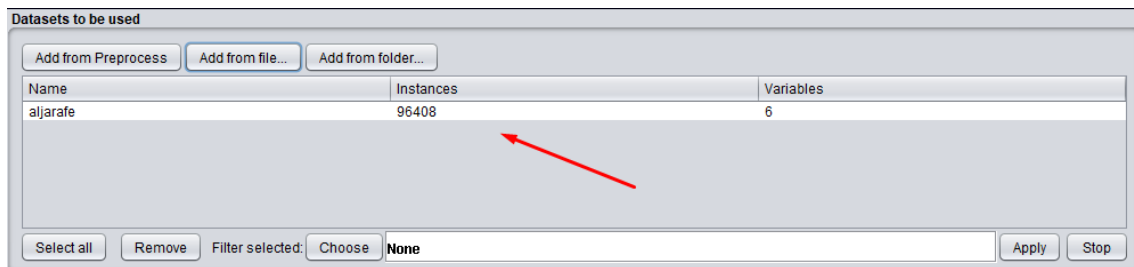 Datasets to be used
Add from Preprocess Add from file... Add from folder...
Name Instances Variables
aljarafe 96408 6
Select all Remove Filter selected: Choose None Apply Stop